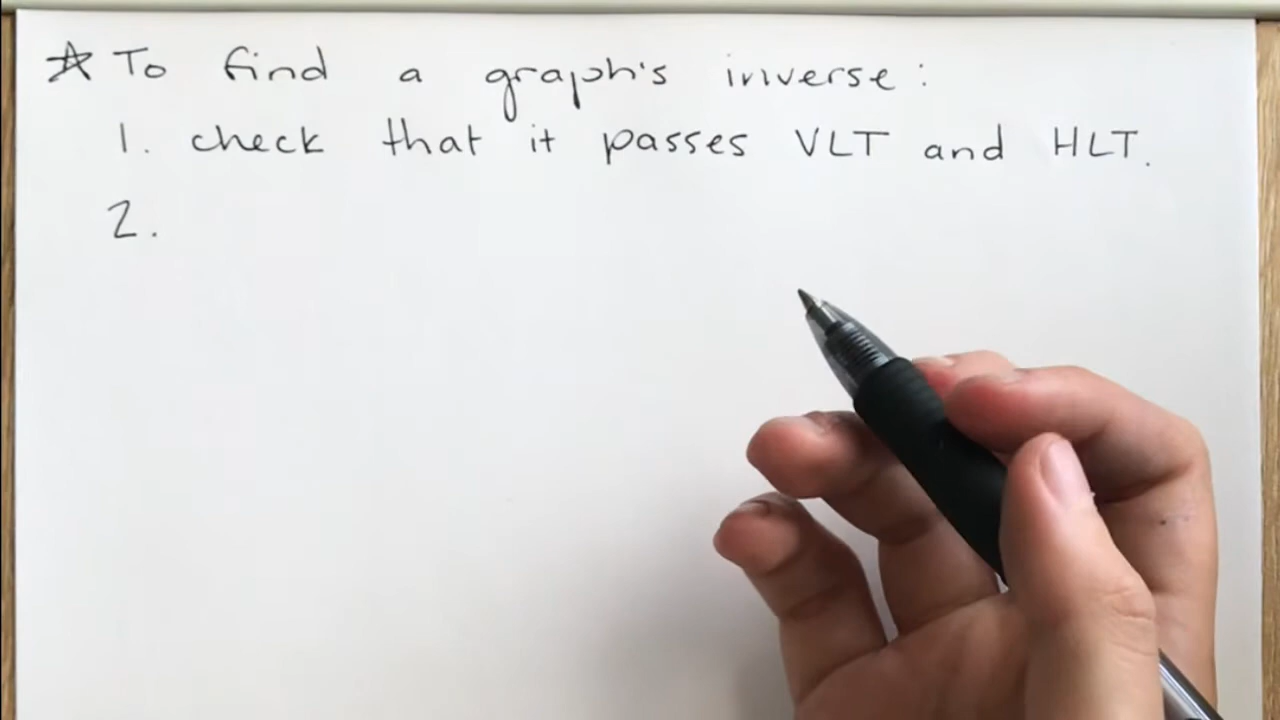 ☆ To find a graph's inverse:
1. check that it passes VLT and HLT.
2.